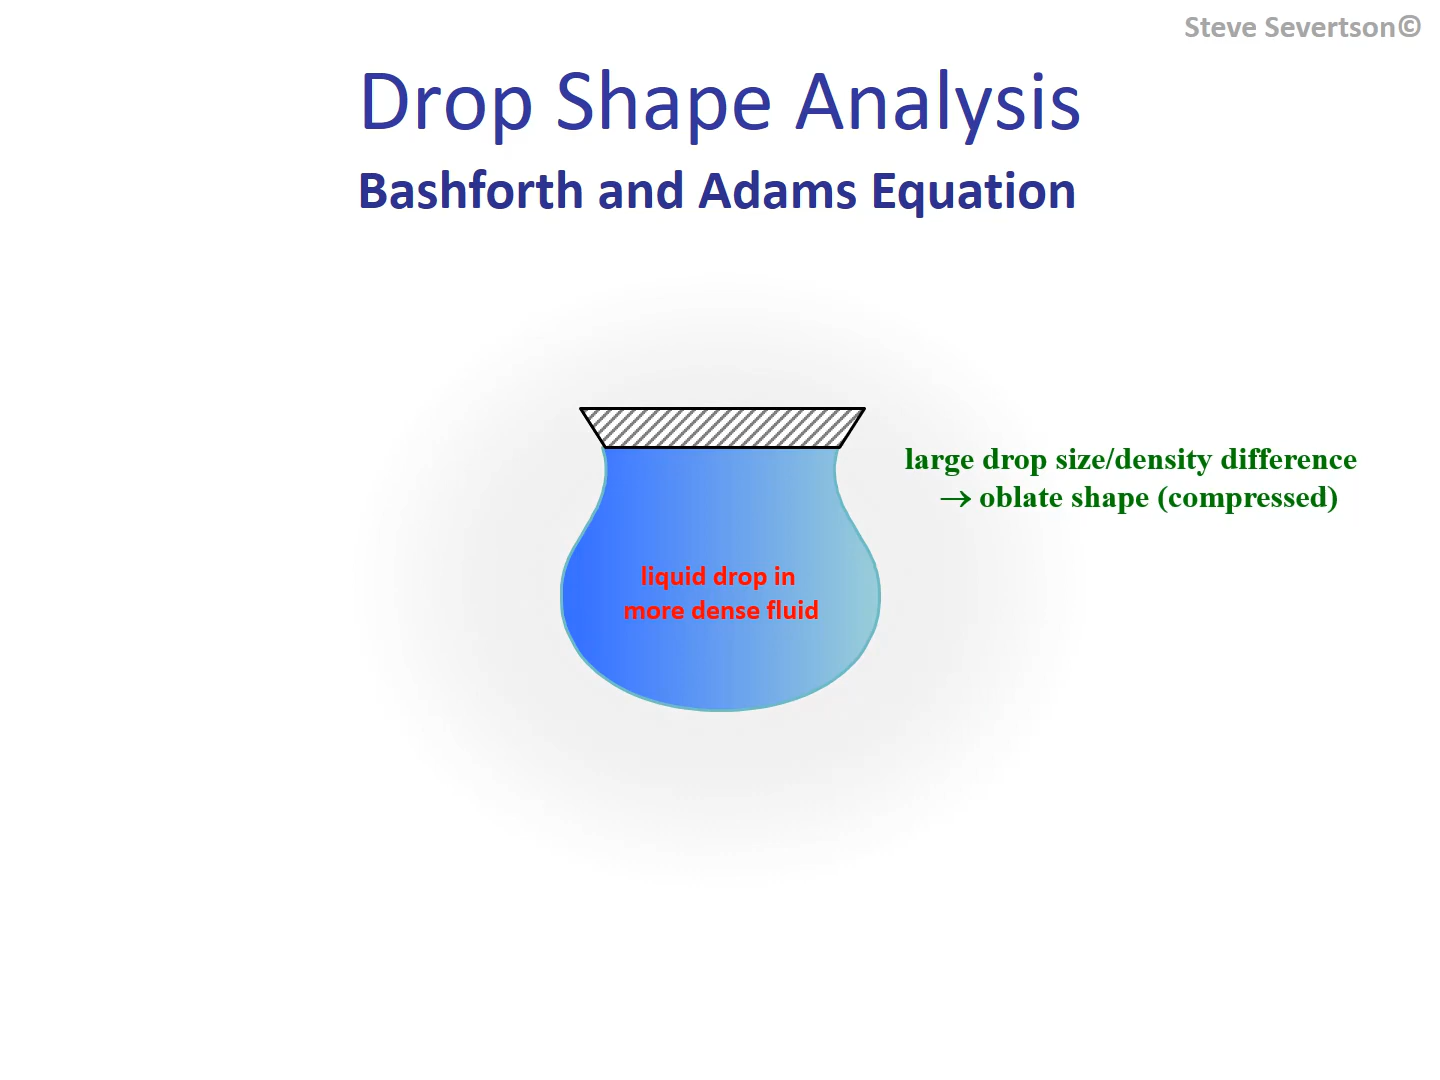 Steve Severtson©
Drop Shape Analysis
Bashforth and Adams Equation
large drop size/density difference
→ oblate shape (compressed)
liquid drop in
more dense fluid